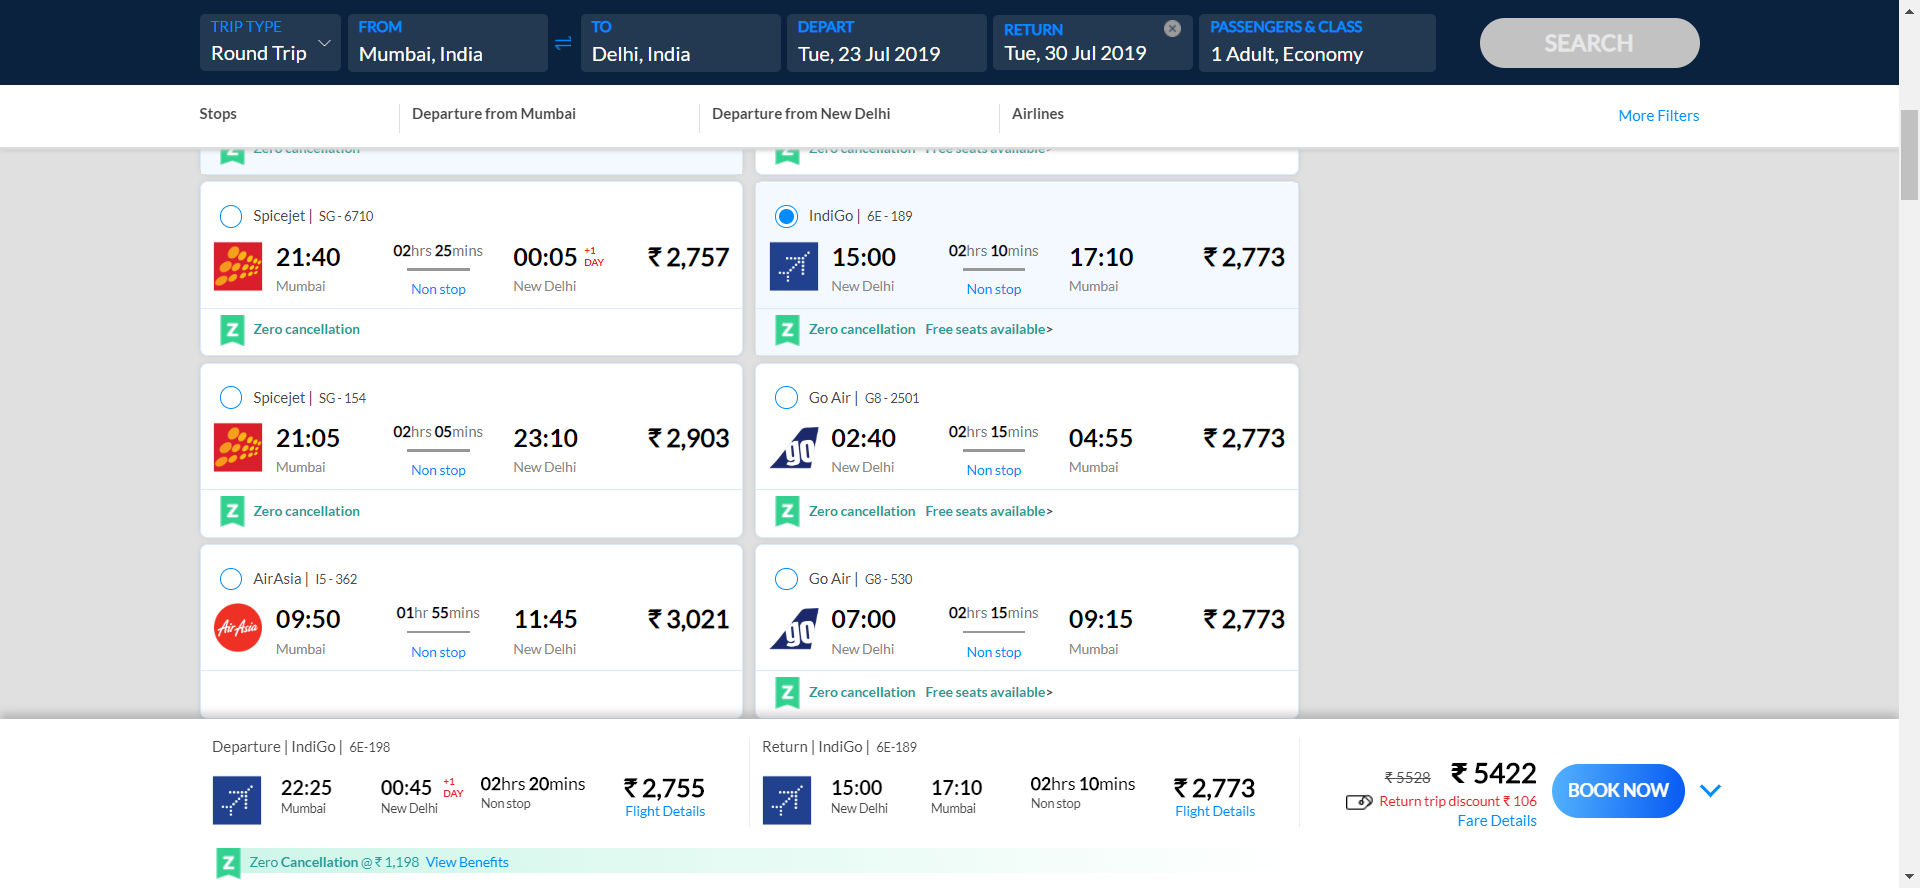 TRIP TYPE
Round Trip
FROM
Mumbai, India
TO
Delhi, India
DEPART
Tue, 23 Jul 2019
RETURN
Tue, 30 Jul 2019
PASSENGERS & CLASS
1 Adult, Economy
SEARCH
Stops
Departure from Mumbai
Departure from New Delhi
Airlines
More Filters
Z Zero cancellation
Z Zero cancellation Free seats available>
Spicejet | SG - 6710
21:40 02hrs 25mins 00:05 +1 DAY ₹ 2,757
Mumbai Non stop New Delhi
Z Zero cancellation
IndiGo | 6E - 189
15:00 02hrs 10mins 17:10 ₹ 2,773
New Delhi Non stop Mumbai
Z Zero cancellation Free seats available>
Spicejet | SG - 154
21:05 02hrs 05mins 23:10 ₹ 2,903
Mumbai Non stop New Delhi
Z Zero cancellation
Go Air | G8 - 2501
go 02:40 02hrs 15mins 04:55 ₹ 2,773
New Delhi Non stop Mumbai
Z Zero cancellation Free seats available>
AirAsia | I5 - 362
AirAsia 09:50 01hr 55mins 11:45 ₹ 3,021
Mumbai Non stop New Delhi
Go Air | G8 - 530
go 07:00 02hrs 15mins 09:15 ₹ 2,773
New Delhi Non stop Mumbai
Z Zero cancellation Free seats available>
Departure | IndiGo | 6E-198
22:25 00:45 +1 DAY 02hrs 20mins ₹ 2,755
Mumbai New Delhi Non stop Flight Details
Return | IndiGo | 6E-189
15:00 17:10 02hrs 10mins ₹ 2,773
New Delhi Mumbai Non stop Flight Details
₹ 5528 ₹ 5422
Return trip discount ₹ 106
Fare Details
BOOK NOW
Z Zero Cancellation @ ₹ 1,198 View Benefits